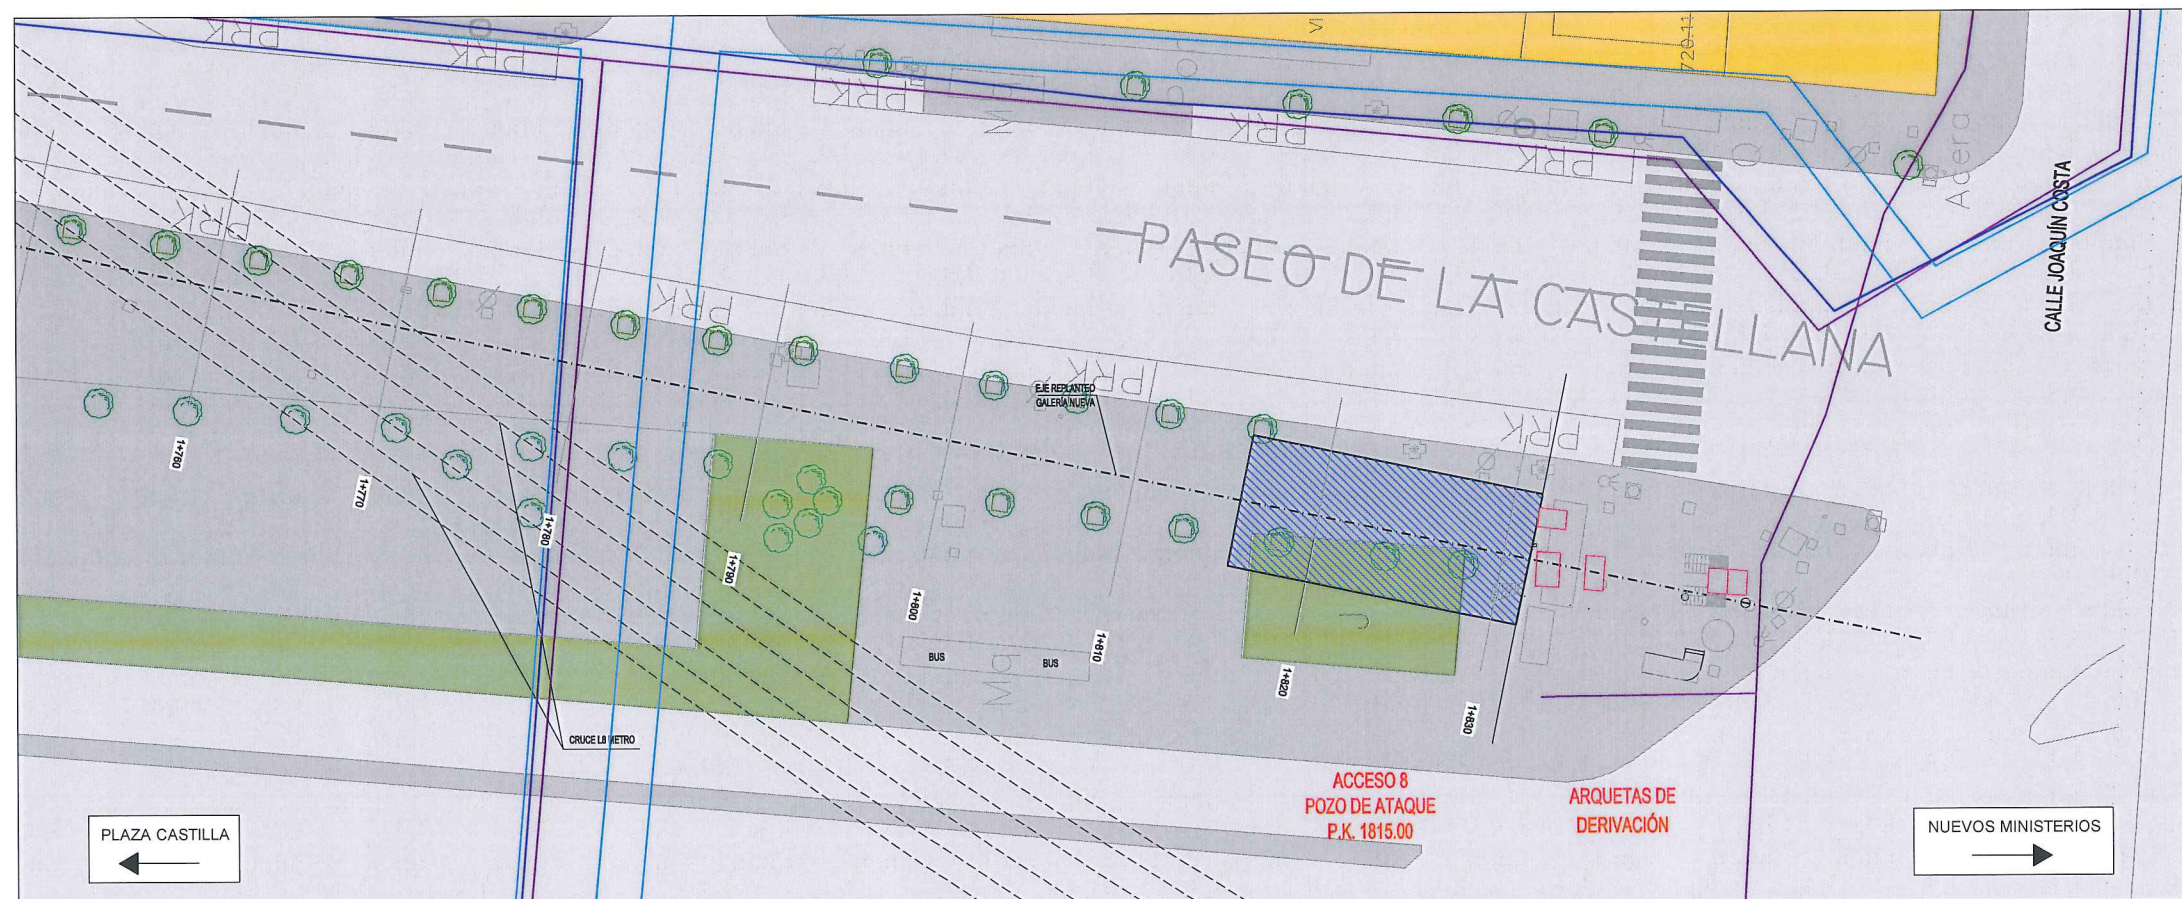 PRK
PRK
PRK
PRK
PRK
PRK
PRK
PRK
PRK
Acera
CALLE JOAQUÍN COSTA
PASEO DE LA CASTELLANA
EJE REPLANTEO
GALERÍA NUEVA
1+760
1+770
1+780
1+790
1+800
1+810
1+820
1+830
BUS
BUS
CRUCE L8 METRO
ACCESO 8
POZO DE ATAQUE
P.K. 1815.00
ARQUETAS DE
DERIVACIÓN
PLAZA CASTILLA
NUEVOS MINISTERIOS